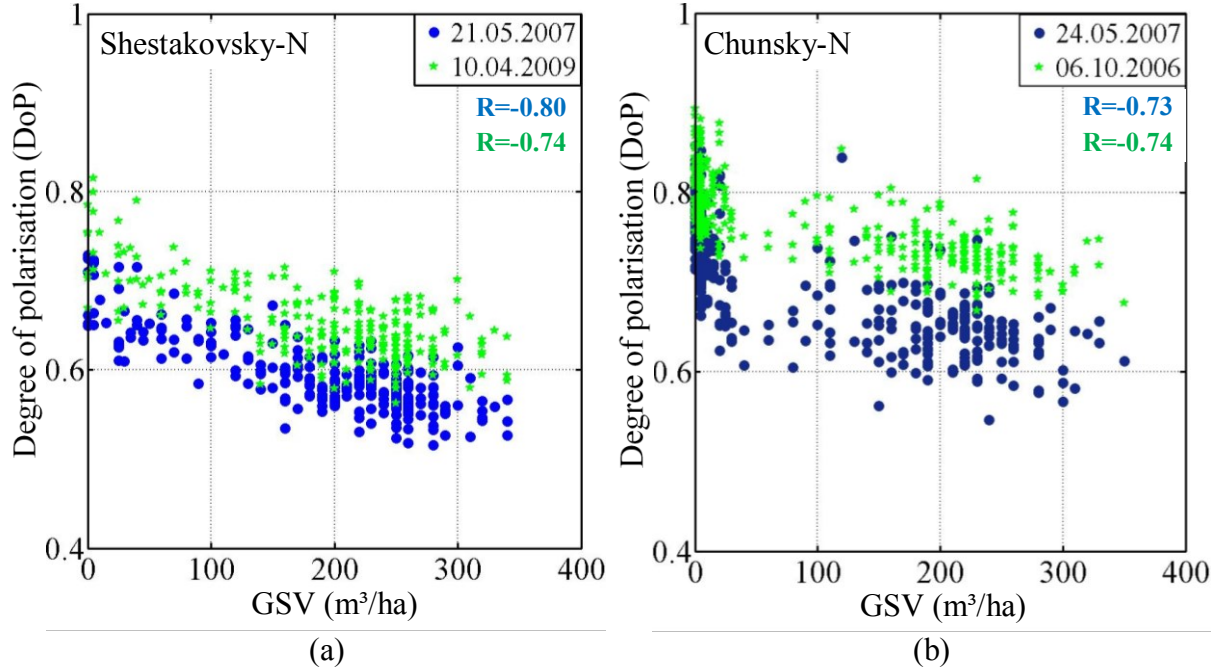 Shestakovsky-N
21.05.2007
10.04.2009
R=-0.80
R=-0.74
Degree of polarisation (DoP)
1
0.8
0.6
0.4
0 100 200 300 400
GSV (m³/ha)
(a)
Chunsky-N
24.05.2007
06.10.2006
R=-0.73
R=-0.74
Degree of polarisation (DoP)
1
0.8
0.6
0.4
0 100 200 300 400
GSV (m³/ha)
(b)